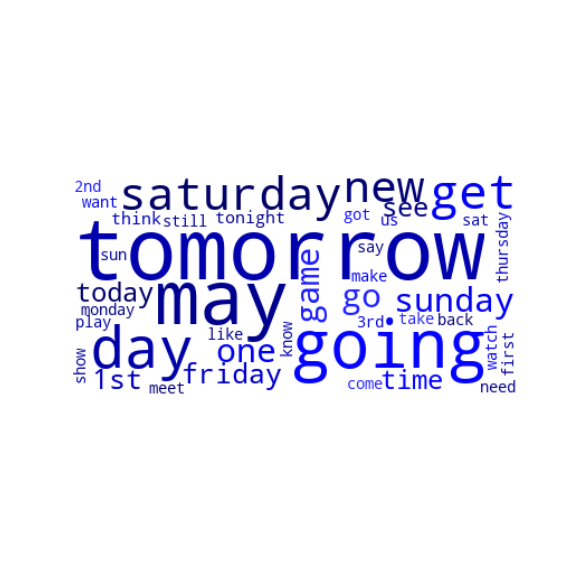 2nd
want
saturday
new
get
see
think
still
tonight
got
us
sat
tomorrow
thursday
sun
say
today
may
game
make
go
sunday
monday
play
day
like
know
3rd
take
back
one
going
watch
first
show
1st
meet
friday
come
time
need